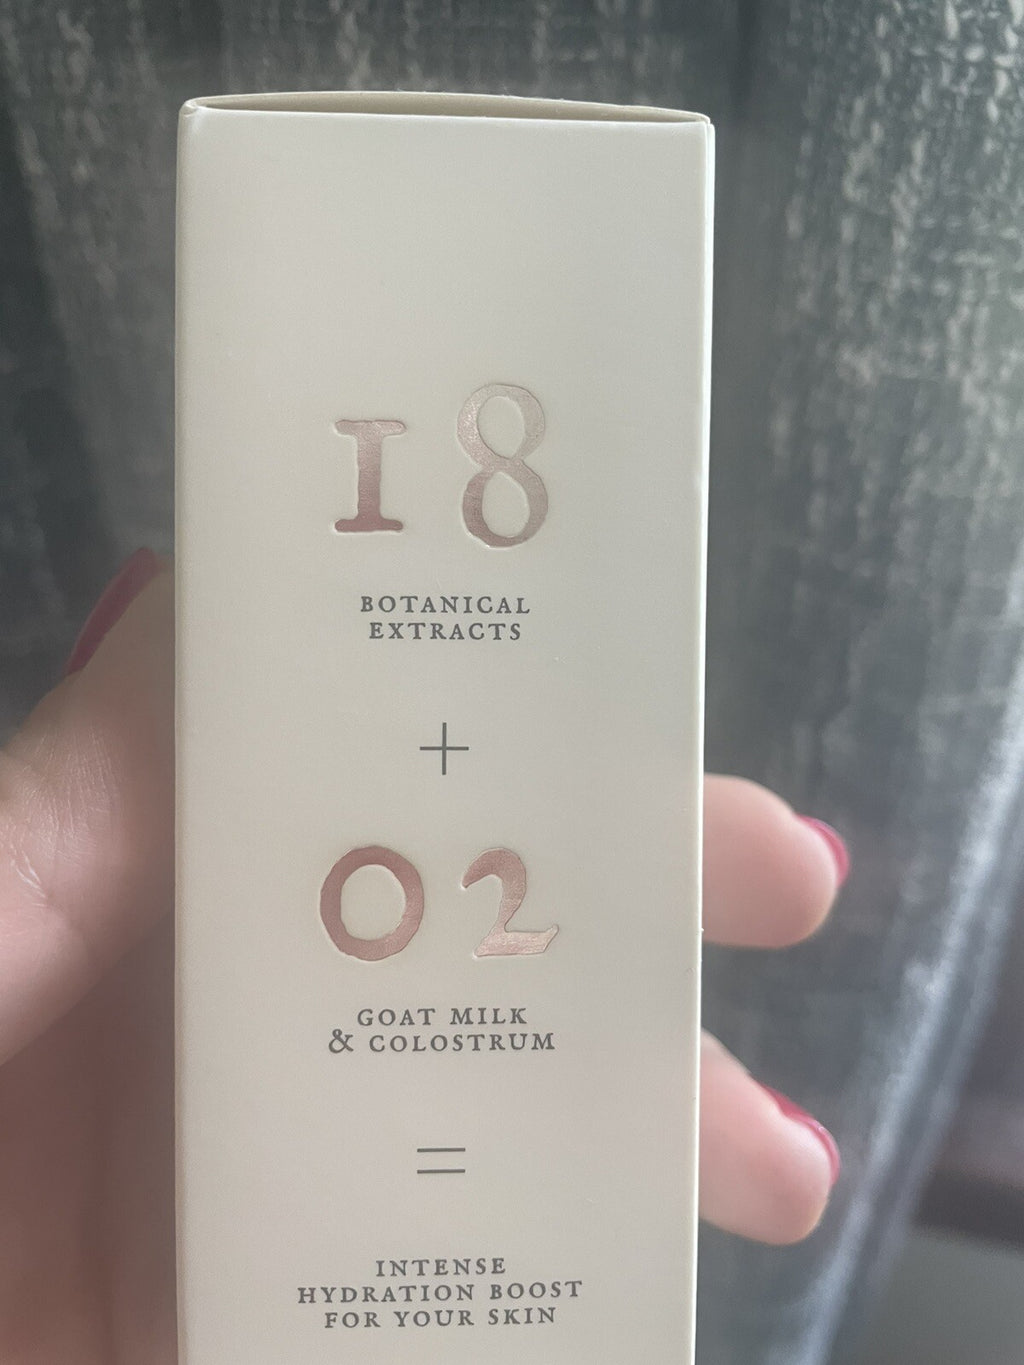 18
BOTANICAL
EXTRACTS
+
02
GOAT MILK
& COLOSTRUM
=
INTENSE
HYDRATION BOOST
FOR YOUR SKIN